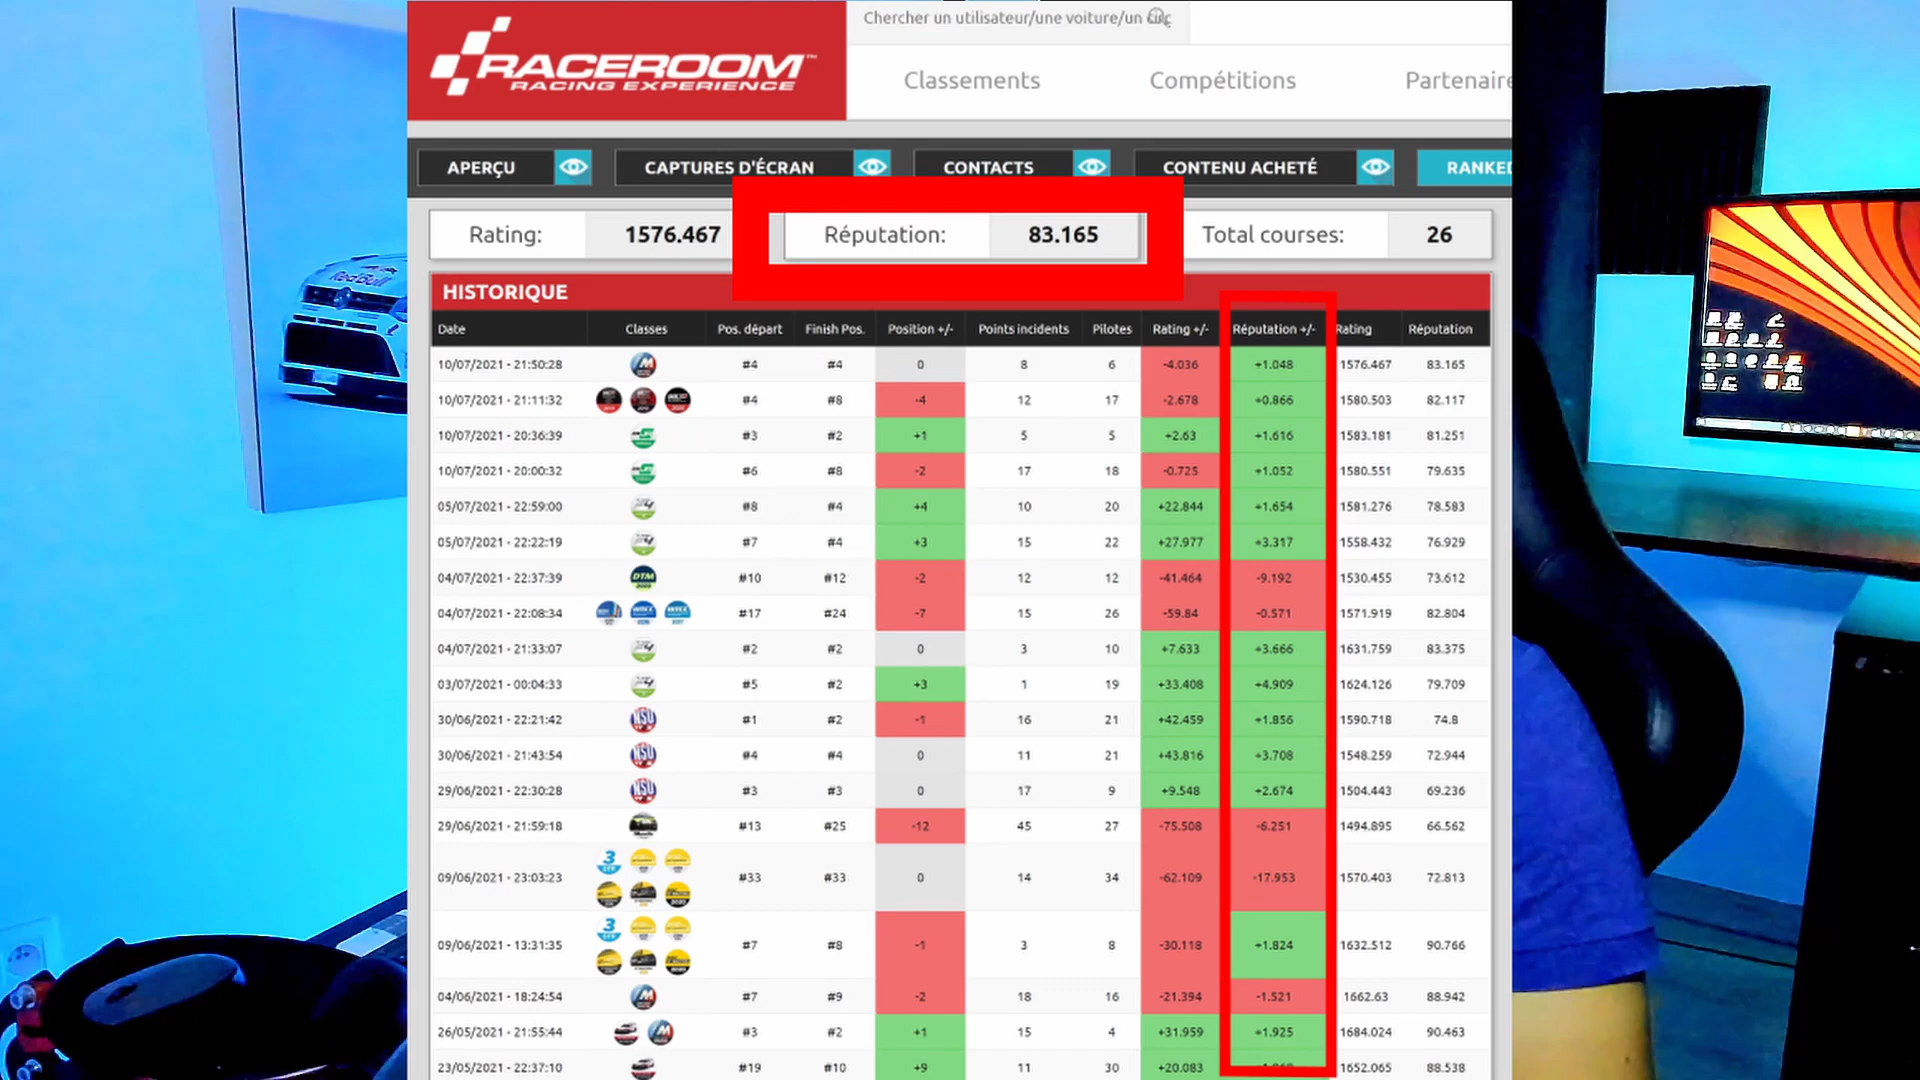 Chercher un utilisateur/une voiture/un circ
RACEROOM™
RACING EXPERIENCE
Classements Compétitions Partenaire
APERÇU CAPTURES D'ÉCRAN CONTACTS CONTENU ACHETÉ RANKED
Rating: 1576.467 Réputation: 83.165 Total courses: 26
HISTORIQUE
Date Classes Pos. départ Finish Pos. Position +/- Points incidents Pilotes Rating +/- Réputation +/- Rating Réputation
10/07/2021 - 21:50:28 #4 #4 0 8 6 -4.036 +1.048 1576.467 83.165
10/07/2021 - 21:11:32 #4 #8 -4 12 17 -2.678 +0.866 1580.503 82.117
10/07/2021 - 20:36:39 #3 #2 +1 5 5 +2.63 +1.616 1583.181 81.251
10/07/2021 - 20:00:32 #6 #8 -2 17 18 -0.725 +1.052 1580.551 79.635
05/07/2021 - 22:59:00 #8 #4 +4 10 20 +22.844 +1.654 1581.276 78.583
05/07/2021 - 22:22:19 #7 #4 +3 15 22 +27.977 +3.317 1558.432 76.929
04/07/2021 - 22:37:39 DTM #10 #12 -2 12 12 -41.464 -9.192 1530.455 73.612
04/07/2021 - 22:08:34 #17 #24 -7 15 26 -59.84 -0.571 1571.919 82.804
04/07/2021 - 21:33:07 #2 #2 0 3 10 +7.633 +3.666 1631.759 83.375
03/07/2021 - 00:04:33 #5 #2 +3 1 19 +33.408 +4.909 1624.126 79.709
30/06/2021 - 22:21:42 NSU #1 #2 -1 16 21 +42.459 +1.856 1590.718 74.8
30/06/2021 - 21:43:54 NSU #4 #4 0 11 21 +43.816 +3.708 1548.259 72.944
29/06/2021 - 22:30:28 NSU #3 #3 0 17 9 +9.548 +2.674 1504.443 69.236
29/06/2021 - 21:59:18 #13 #25 -12 45 27 -75.508 -6.251 1494.895 66.562
09/06/2021 - 23:03:23 #33 #33 0 14 34 -62.109 -17.953 1570.403 72.813
09/06/2021 - 13:31:35 #7 #8 -1 3 8 -30.118 +1.824 1632.512 90.766
04/06/2021 - 18:24:54 #7 #9 -2 18 16 -21.394 -1.521 1662.63 88.942
26/05/2021 - 21:55:44 #3 #2 +1 15 4 +31.959 +1.925 1684.024 90.463
23/05/2021 - 22:37:10 #19 #10 +9 11 30 +20.083 1652.065 88.538
Red Bull